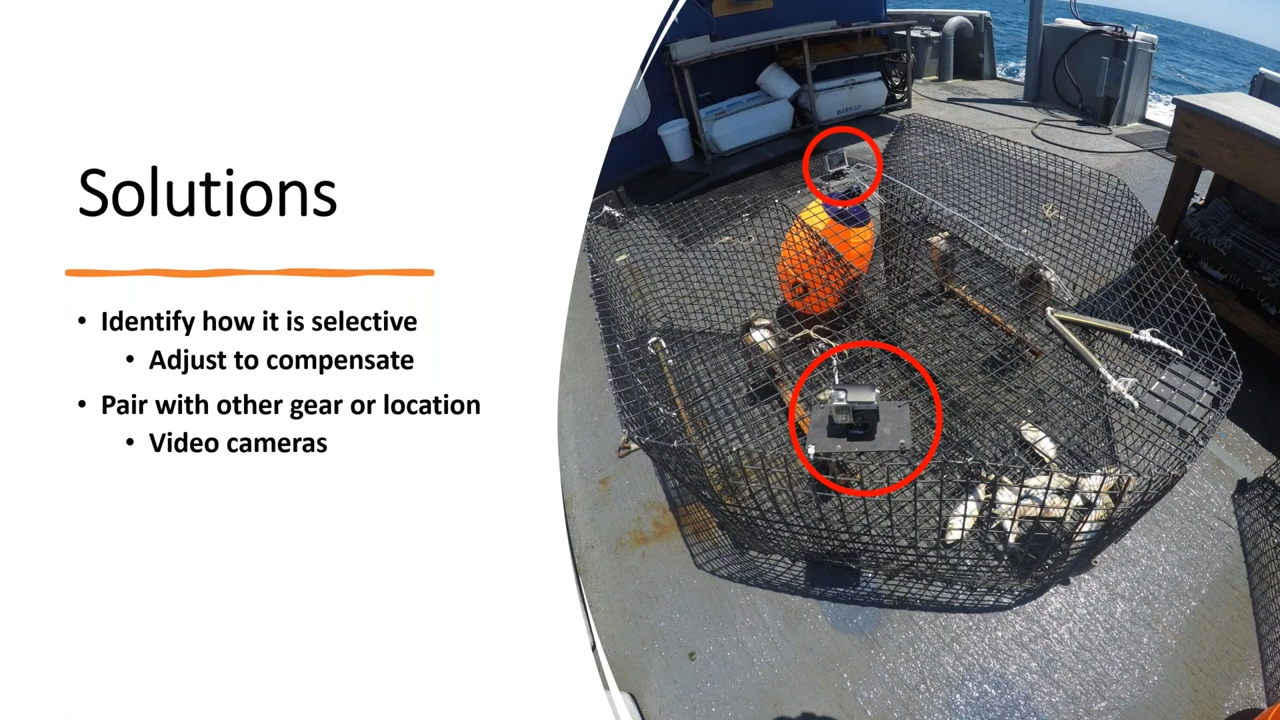 Solutions
• Identify how it is selective
• Adjust to compensate
• Pair with other gear or location
• Video cameras